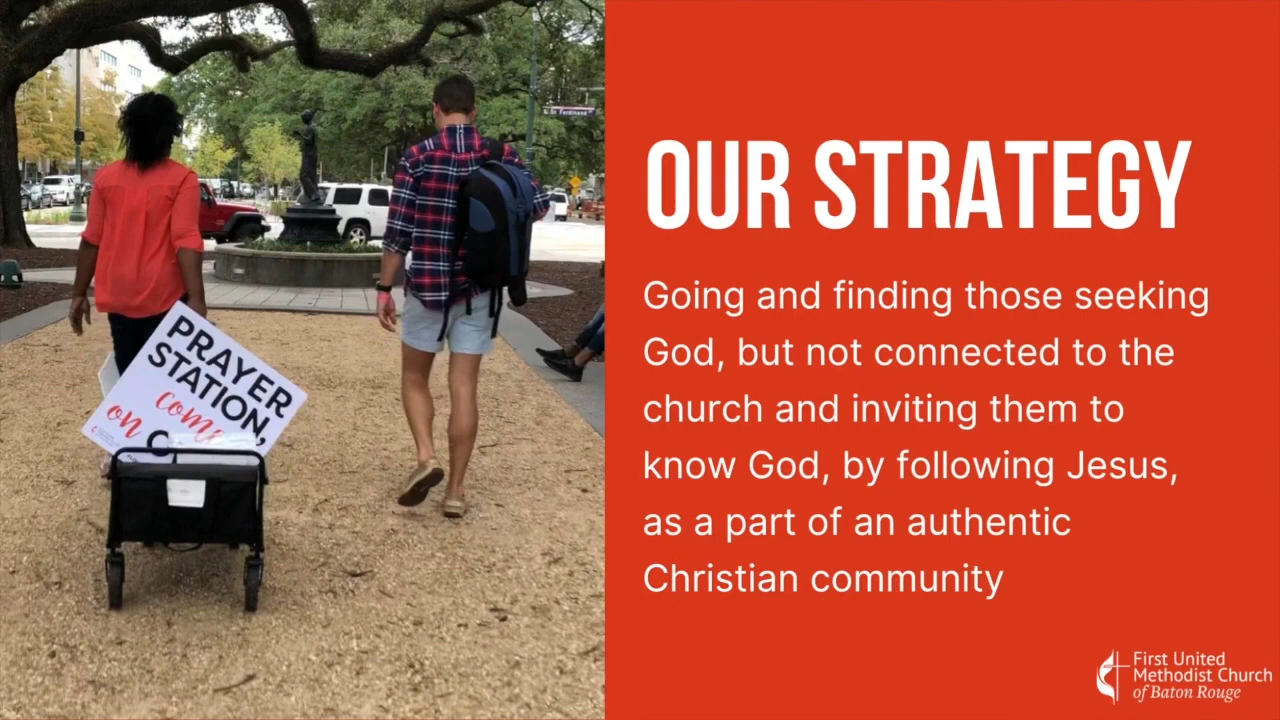 St Ferdinand
PRAYER
STATION,
come
on
OUR STRATEGY
Going and finding those seeking
God, but not connected to the
church and inviting them to
know God, by following Jesus,
as a part of an authentic
Christian community
First United
Methodist Church
of Baton Rouge